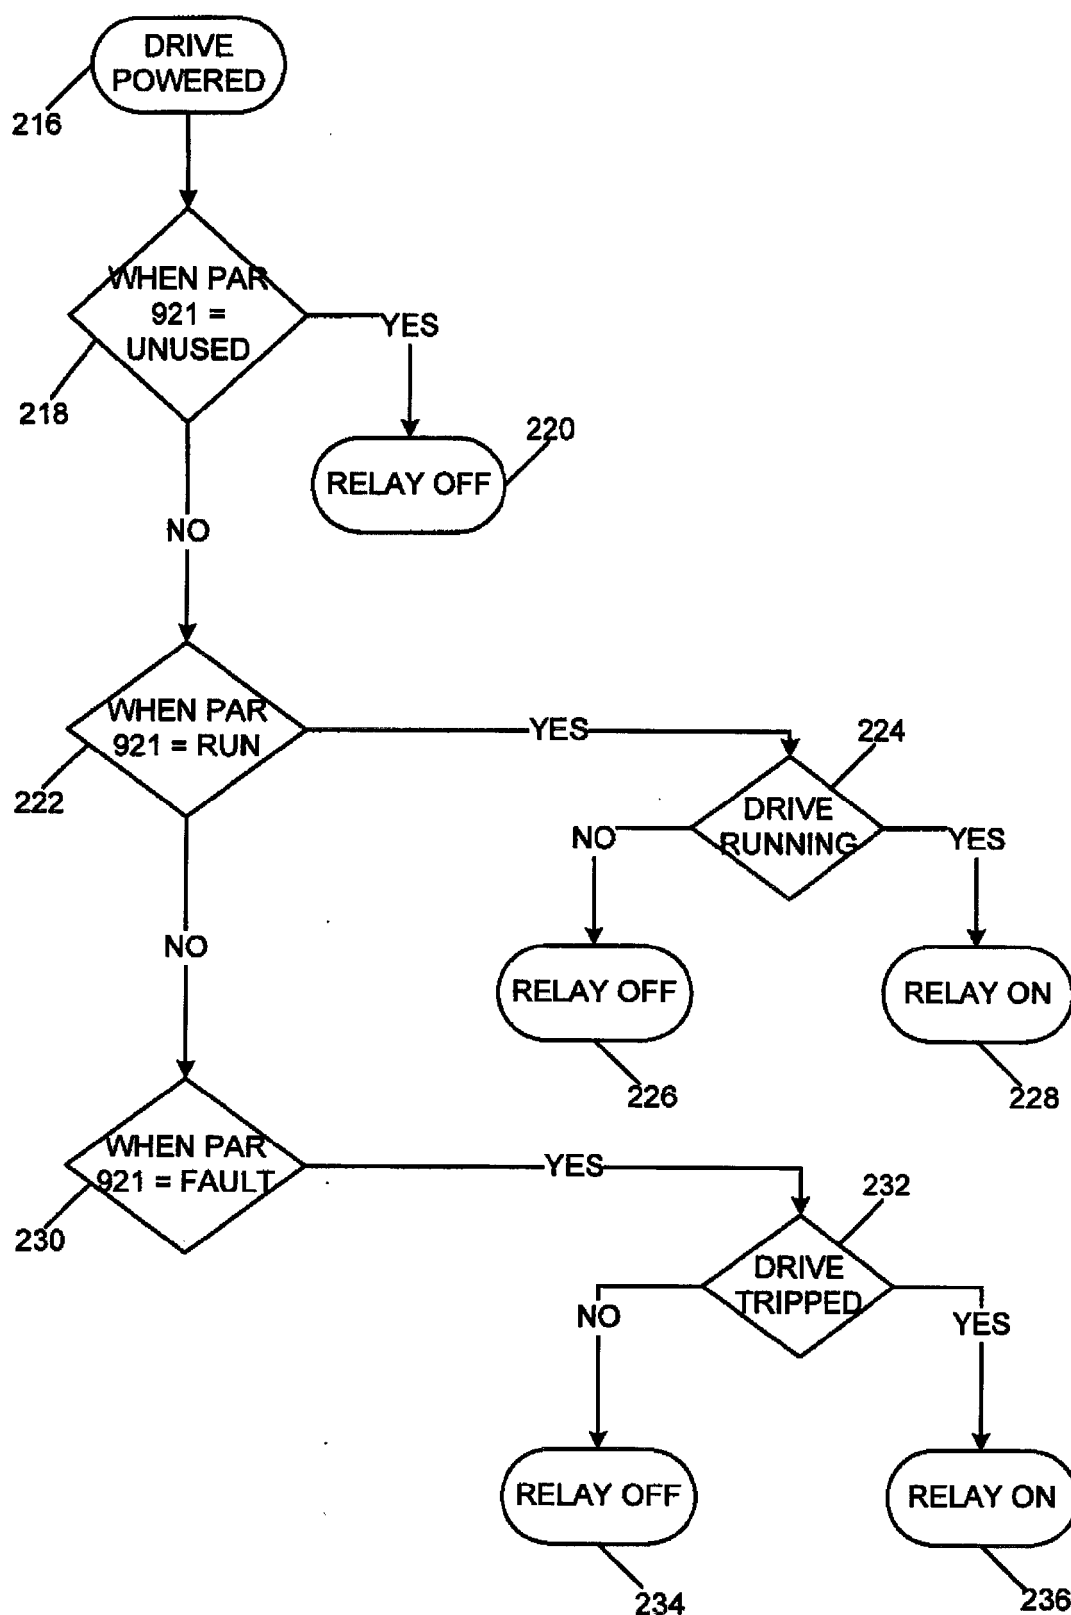 DRIVE
POWERED
216
WHEN PAR
921 =
UNUSED
YES
218
220
RELAY OFF
NO
WHEN PAR
921 = RUN
YES
224
222
DRIVE
RUNNING
NO
YES
NO
RELAY OFF
RELAY ON
226
228
WHEN PAR
921 = FAULT
YES
232
230
DRIVE
TRIPPED
NO
YES
RELAY OFF
RELAY ON
234
236